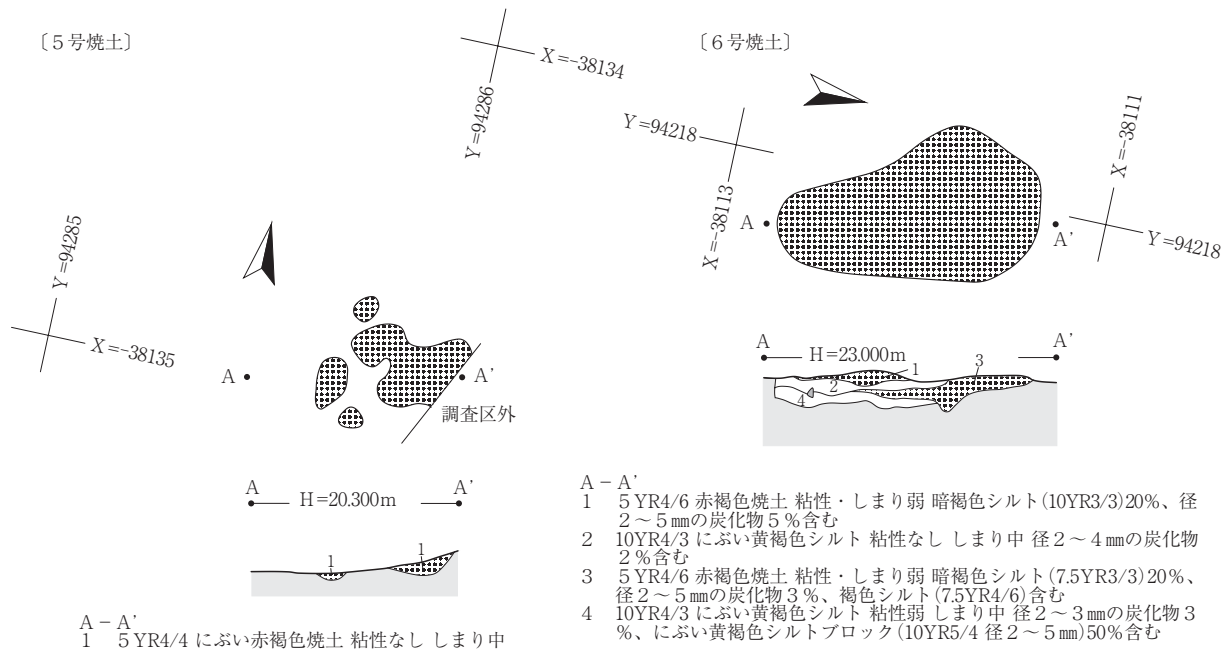 〔５号焼土〕
X=-38134
Y=94286
Y=94285
X=-38135
A
A’
調査区外
A
H=20.300m
A’
1
1
A－A’
1 5YR4/4 にぶい赤褐色焼土 粘性なし しまり中
〔６号焼土〕
Y=94218
X=-38113
X=-38111
Y=94218
A
A’
A
H=23.000m
A’
1
2
3
4
A－A’
1 5YR4/6 赤褐色焼土 粘性・しまり弱 暗褐色シルト(10YR3/3)20%、径
２～５㎜の炭化物５%含む
2 10YR4/3 にぶい黄褐色シルト 粘性なし しまり中 径２～４㎜の炭化物
２%含む
3 5YR4/6 赤褐色焼土 粘性・しまり弱 暗褐色シルト(7.5YR3/3)20%、
径２～５㎜の炭化物３%、褐色シルト(7.5YR4/6)含む
4 10YR4/3 にぶい黄褐色シルト 粘性弱 しまり中 径２～３㎜の炭化物３
%、にぶい黄褐色シルトブロック(10YR5/4 径２～５㎜)50%含む